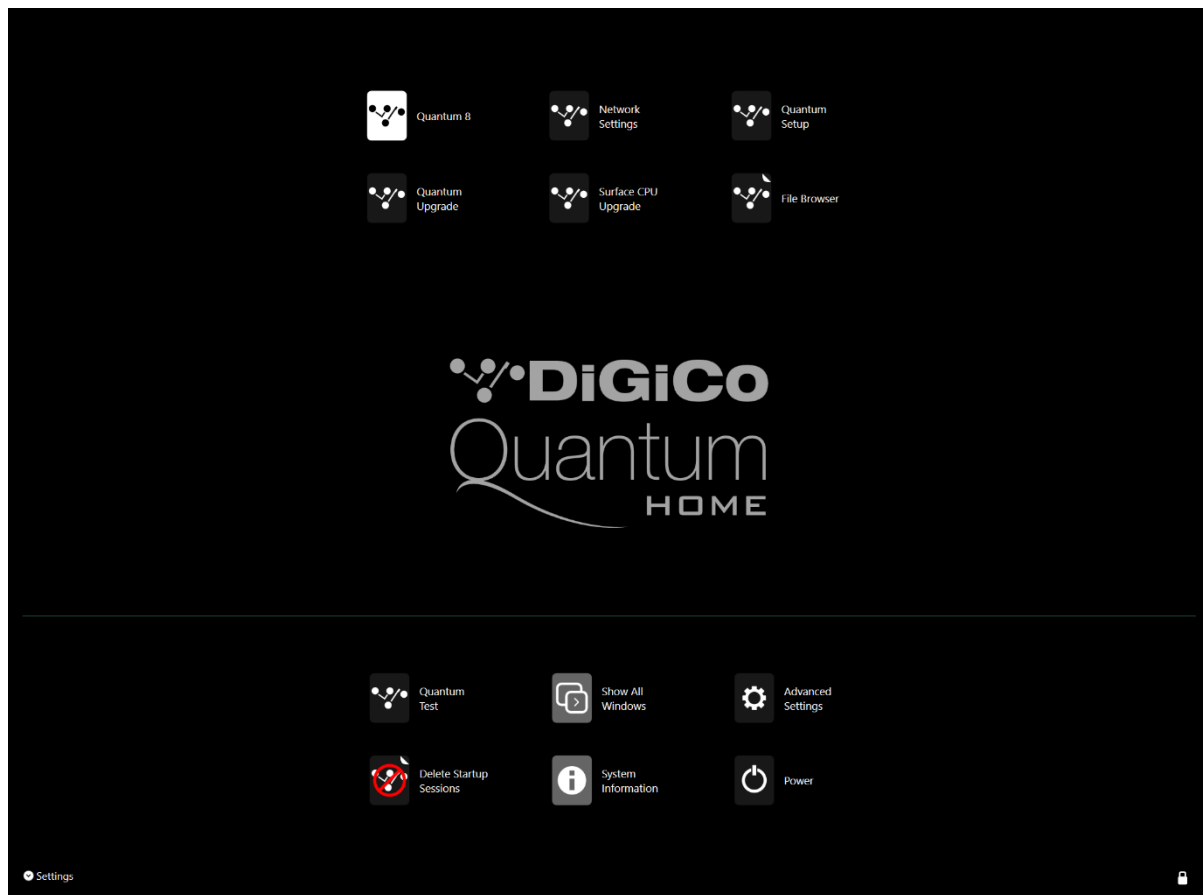 Quantum 8
Network
Settings
Quantum
Setup
Quantum
Upgrade
Surface CPU
Upgrade
File Browser
DiGiCo
Quantum
HOME
Quantum
Test
Show All
Windows
Advanced
Settings
Delete Startup
Sessions
System
Information
Power
Settings